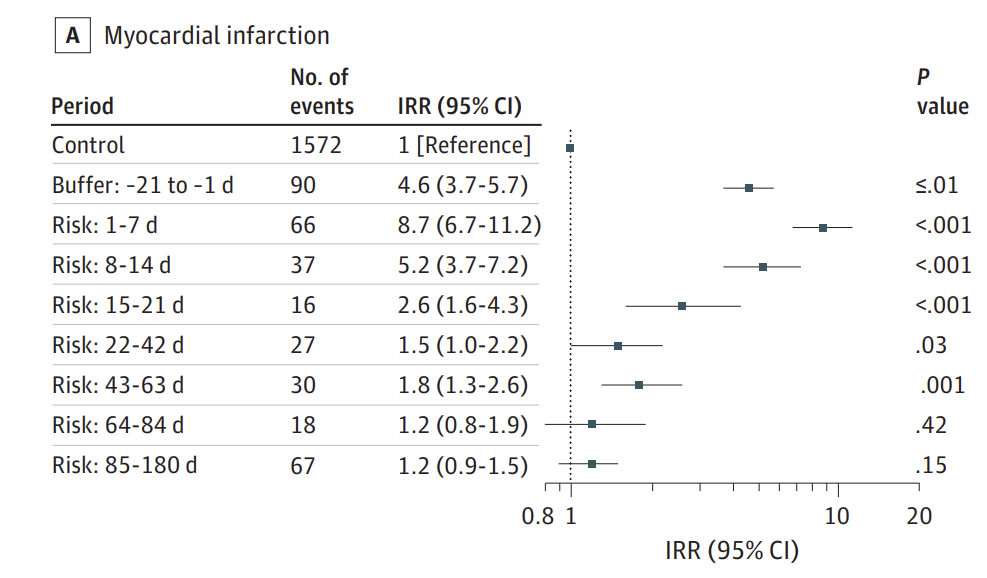 A Myocardial infarction
Period No. of events IRR (95% CI) P value
Control 1572 1 [Reference]
Buffer: -21 to -1 d 90 4.6 (3.7-5.7) ≤.01
Risk: 1-7 d 66 8.7 (6.7-11.2) <.001
Risk: 8-14 d 37 5.2 (3.7-7.2) <.001
Risk: 15-21 d 16 2.6 (1.6-4.3) <.001
Risk: 22-42 d 27 1.5 (1.0-2.2) .03
Risk: 43-63 d 30 1.8 (1.3-2.6) .001
Risk: 64-84 d 18 1.2 (0.8-1.9) .42
Risk: 85-180 d 67 1.2 (0.9-1.5) .15
0.8 1 10 20
IRR (95% CI)